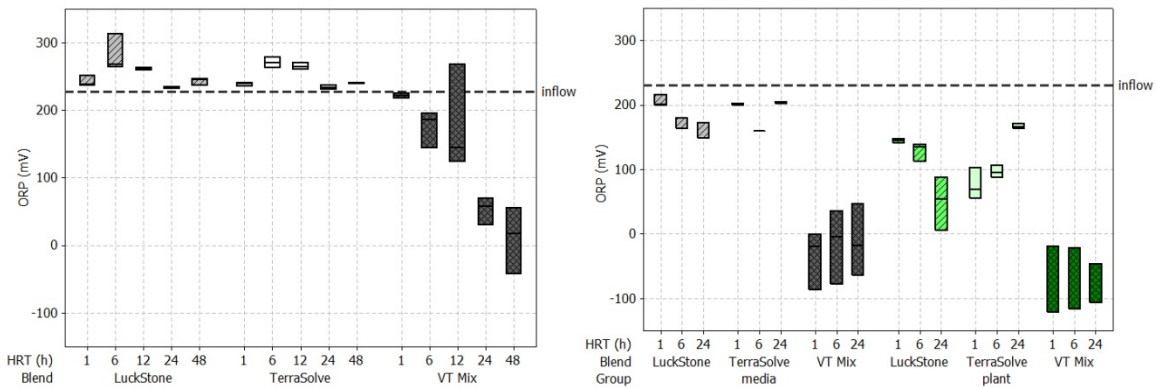 300
200
100
0
-100
ORP (mV)
inflow
HRT (h) 1 6 12 24 48 1 6 12 24 48 1 6 12 24 48
Blend LuckStone TerraSolve VT Mix
300
200
100
0
-100
ORP (mV)
inflow
HRT (h) 1 6 24 1 6 24 1 6 24 1 6 24 1 6 24 1 6 24
Blend LuckStone TerraSolve VT Mix LuckStone TerraSolve VT Mix
Group media plant